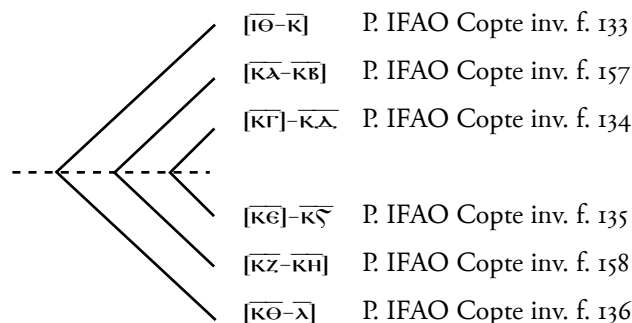 [ⲓ̅ⲑ̅–ⲕ̅] P. IFAO Copte inv. f. 133
[ⲕ̅ⲁ̅–ⲕ̅ⲃ̅] P. IFAO Copte inv. f. 157
[ⲕ̅ⲅ̅]–ⲕ̣̅ⲇ̣̅ P. IFAO Copte inv. f. 134
[ⲕ̅ⲉ̅]–ⲕ̅ⲋ̅ P. IFAO Copte inv. f. 135
[ⲕ̅ⲍ̅–ⲕ̅ⲏ̅] P. IFAO Copte inv. f. 158
[ⲕ̅ⲑ̅–ⲗ̅] P. IFAO Copte inv. f. 136